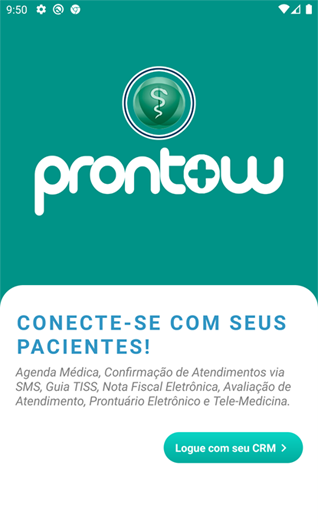 9:50
prontow
CONECTE-SE COM SEUS
PACIENTES!
Agenda Médica, Confirmação de Atendimentos via
SMS, Guia TISS, Nota Fiscal Eletrônica, Avaliação de
Atendimento, Prontuário Eletrônico e Tele-Medicina.
Logue com seu CRM >